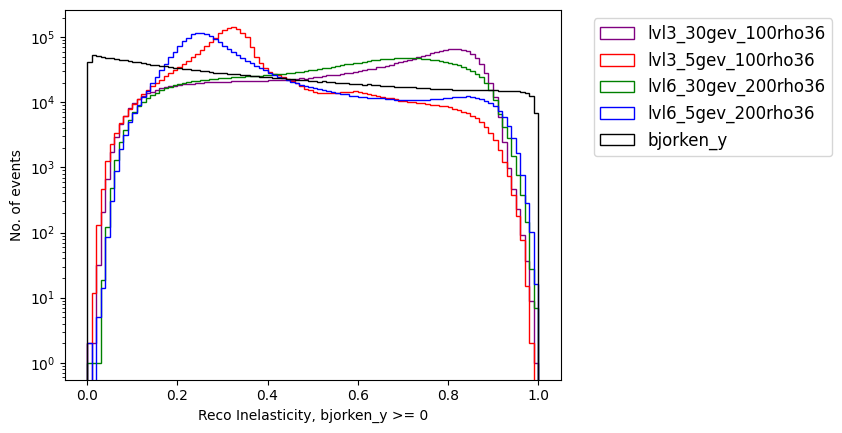 10^5
10^4
10^3
10^2
10^1
10^0
No. of events
0.0 0.2 0.4 0.6 0.8 1.0
Reco Inelasticity, bjorken_y >= 0
lvl3_30gev_100rho36
lvl3_5gev_100rho36
lvl6_30gev_200rho36
lvl6_5gev_200rho36
bjorken_y